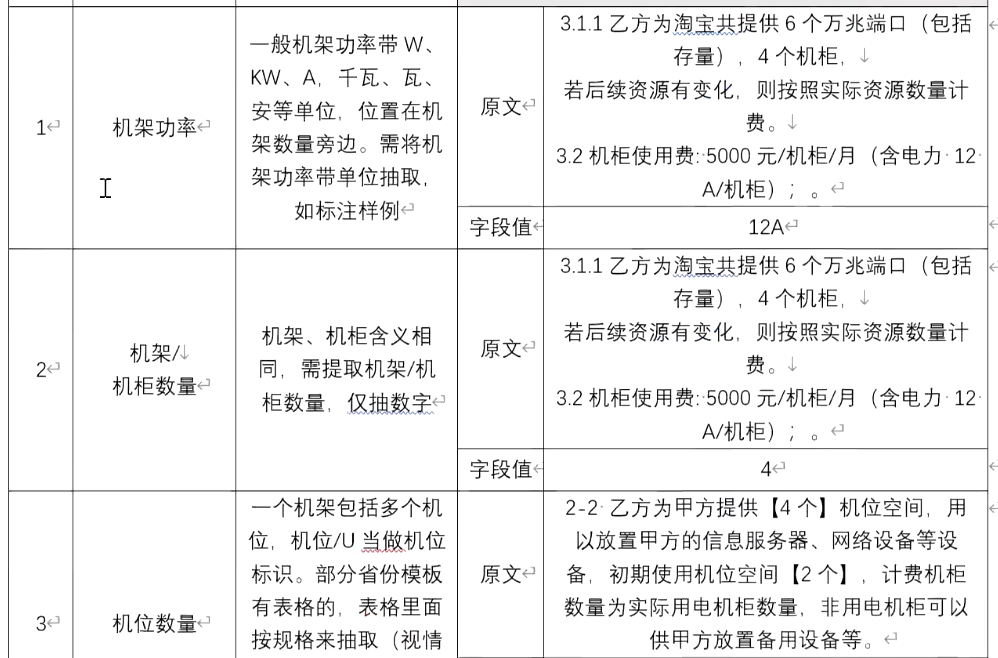 1
机架功率
一般机架功率带 W、
KW、A，千瓦、瓦、
安等单位，位置在机
架数量旁边。需将机
架功率带单位抽取，
如标注样例
原文
3.1.1 乙方为淘宝共提供 6 个万兆端口（包括
存量），4 个机柜，
若后续资源有变化，则按照实际资源数量计
费。
3.2 机柜使用费: 5000 元/机柜/月（含电力 12
A/机柜）；。
字段值
12A
2
机架/
机柜数量
机架、机柜含义相
同，需提取机架/机
柜数量，仅抽数字
原文
3.1.1 乙方为淘宝共提供 6 个万兆端口（包括
存量），4 个机柜，
若后续资源有变化，则按照实际资源数量计
费。
3.2 机柜使用费: 5000 元/机柜/月（含电力 12
A/机柜）；。
字段值
4
3
机位数量
一个机架包括多个机
位，机位/U 当做机位
标识。部分省份模板
有表格的，表格里面
按规格来抽取（视情
原文
2-2 乙方为甲方提供【4 个】机位空间，用
以放置甲方的信息服务器、网络设备等设
备，初期使用机位空间【2 个】，计费机柜
数量为实际用电机柜数量，非用电机柜可以
供甲方放置备用设备等。